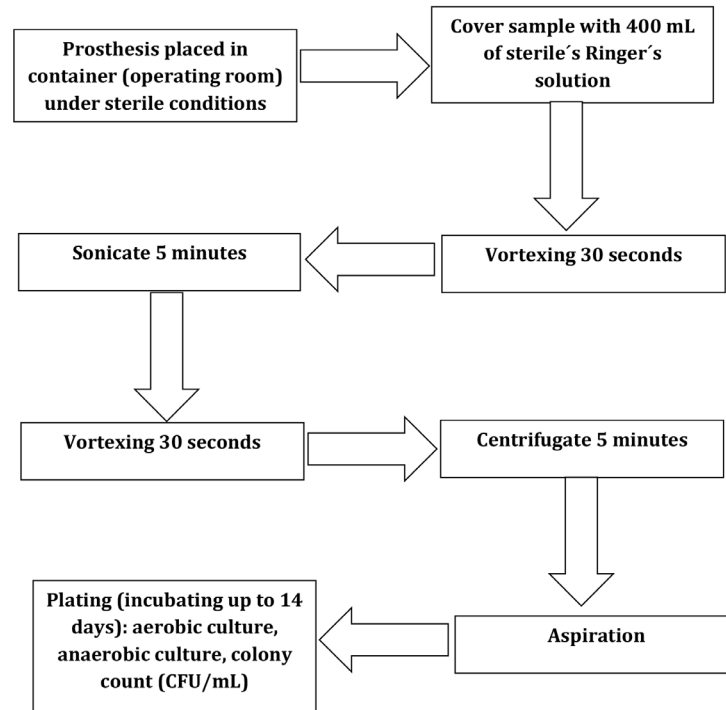 Prosthesis placed in
container (operating room)
under sterile conditions
Cover sample with 400 mL
of sterile´s Ringer´s
solution
Vortexing 30 seconds
Sonicate 5 minutes
Vortexing 30 seconds
Centrifugate 5 minutes
Aspiration
Plating (incubating up to 14
days): aerobic culture,
anaerobic culture, colony
count (CFU/mL)